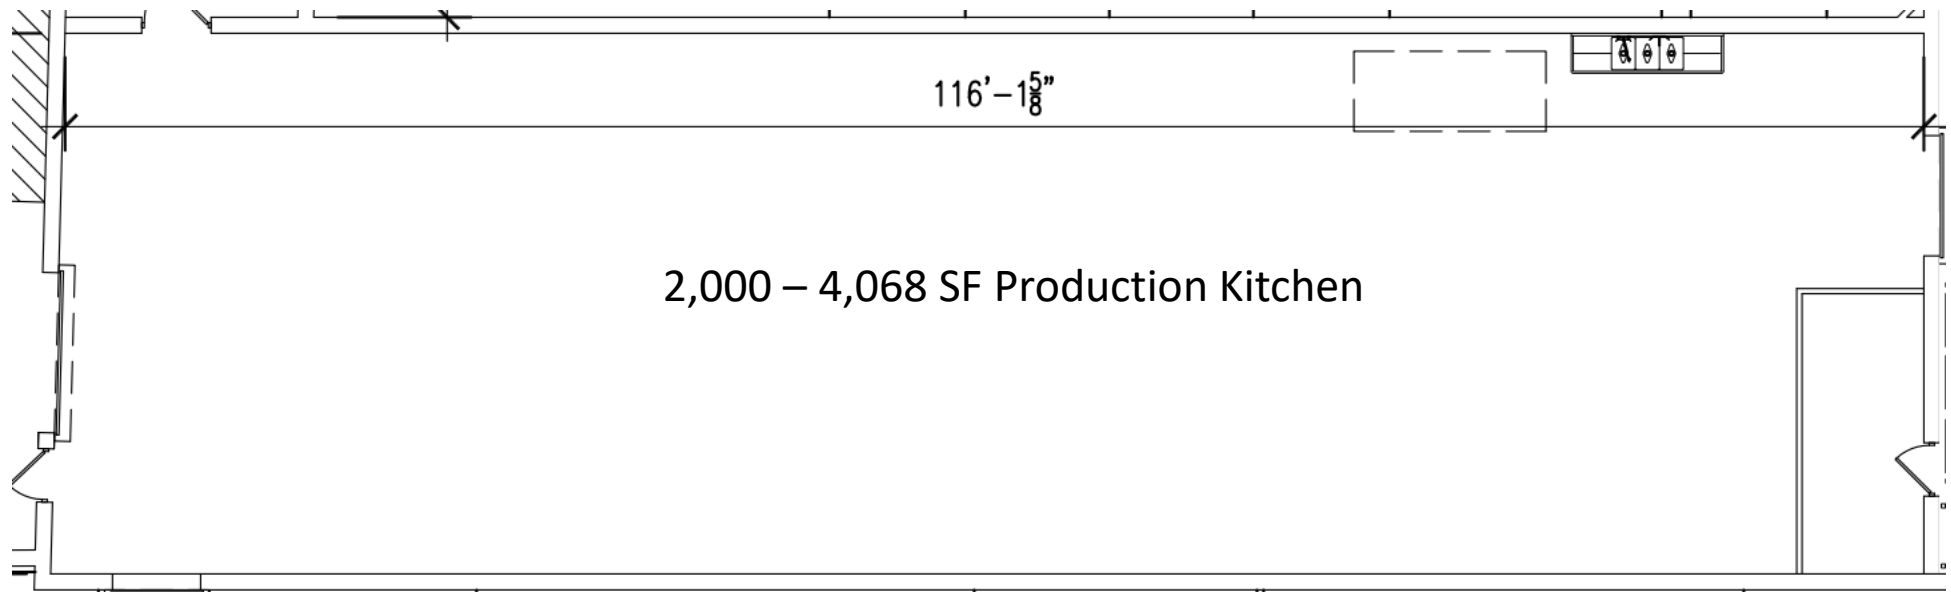 116'-1 5/8"
2,000 – 4,068 SF Production Kitchen